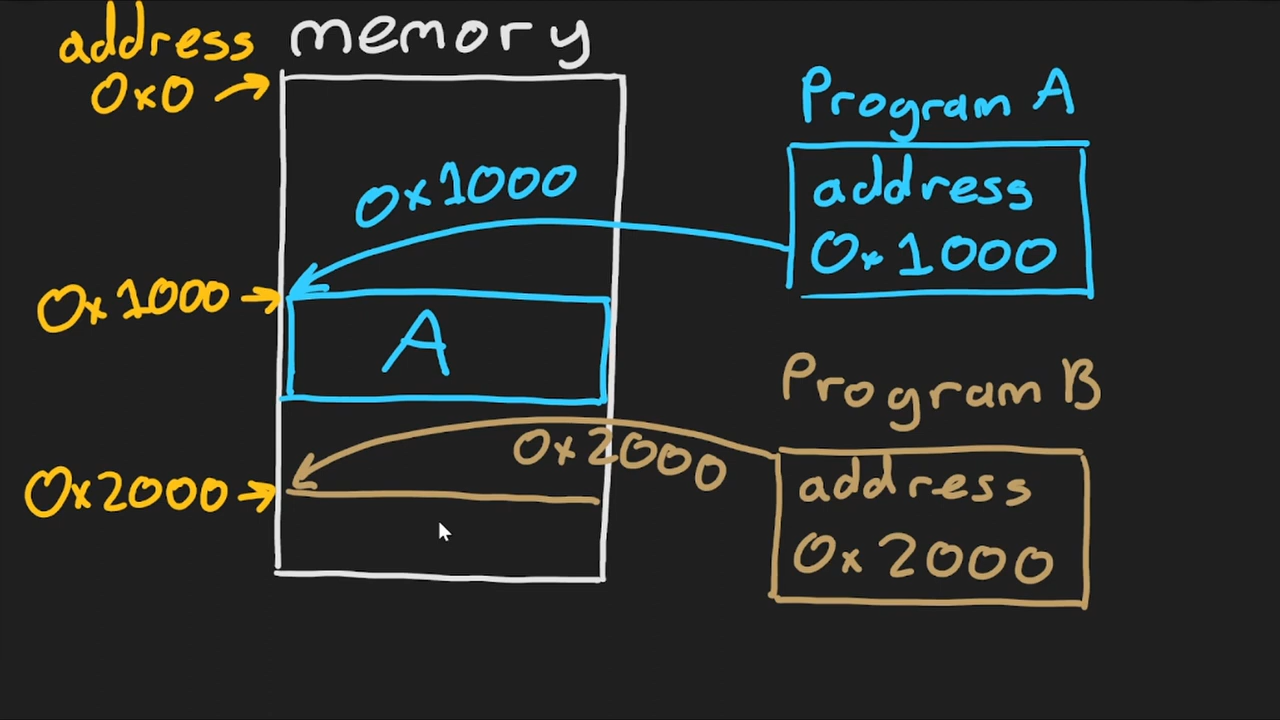 address
0x0
memory
0x1000
0x1000
A
0x2000
0x2000
Program A
address
0x1000
Program B
address
0x2000